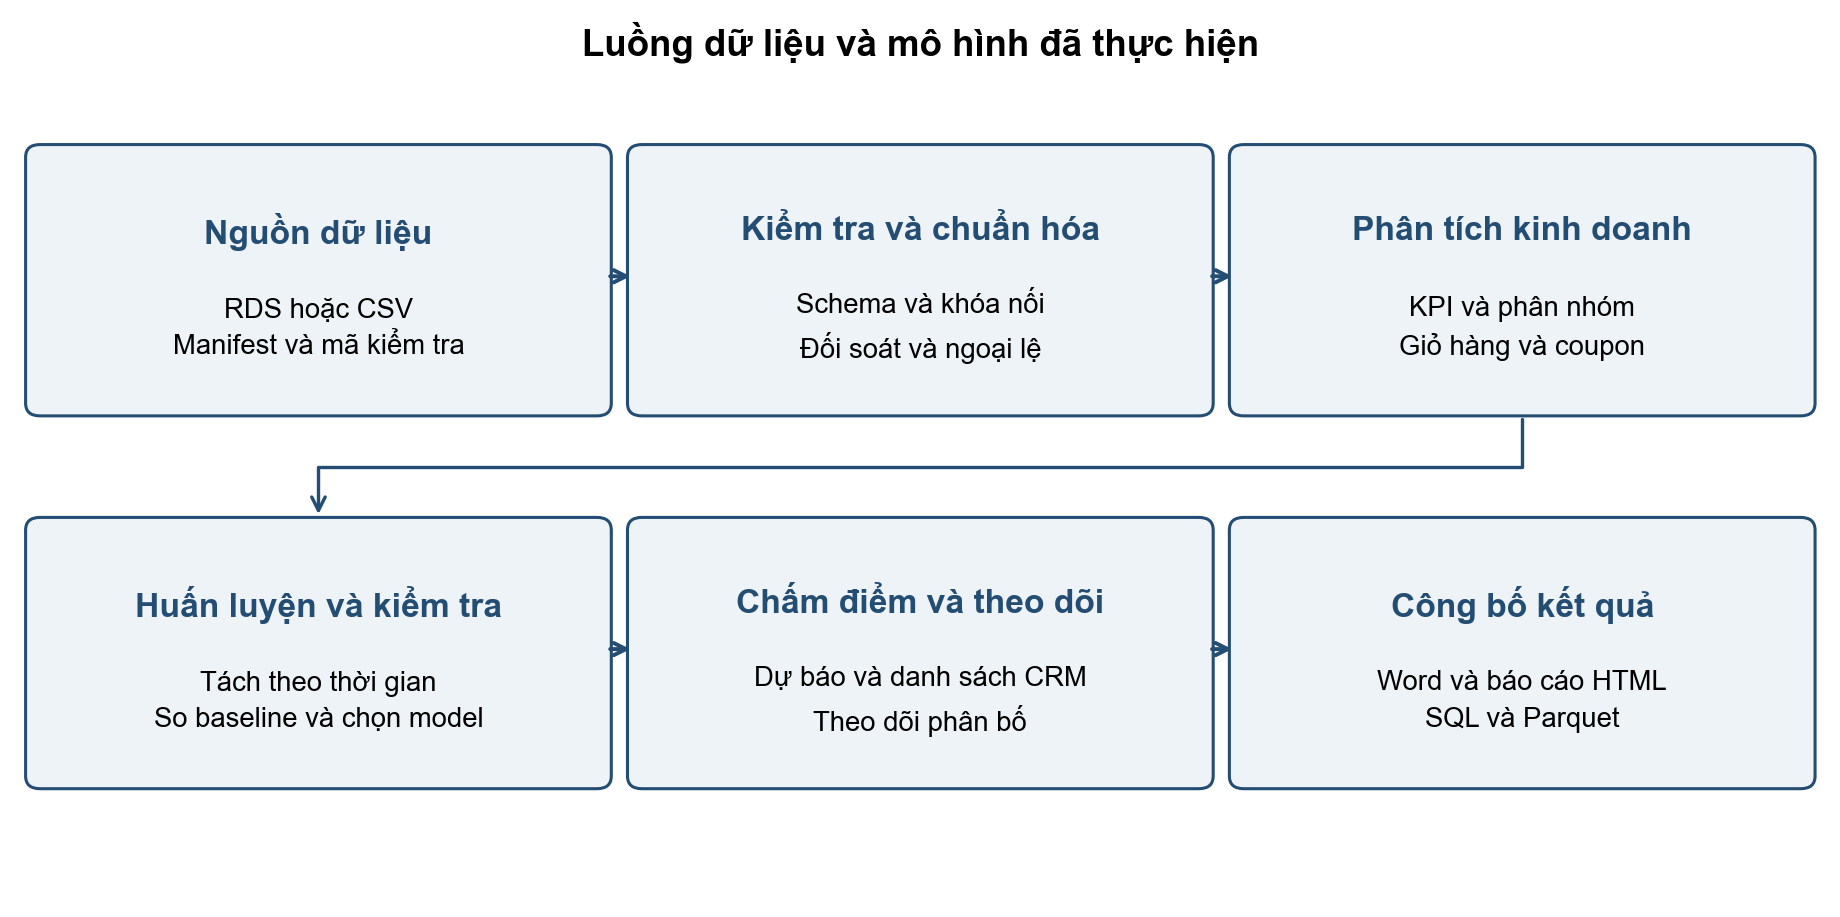 Luồng dữ liệu và mô hình đã thực hiện
Nguồn dữ liệu
RDS hoặc CSV
Manifest và mã kiểm tra
Kiểm tra và chuẩn hóa
Schema và khóa nối
Đối soát và ngoại lệ
Phân tích kinh doanh
KPI và phân nhóm
Giỏ hàng và coupon
Huấn luyện và kiểm tra
Tách theo thời gian
So baseline và chọn model
Chấm điểm và theo dõi
Dự báo và danh sách CRM
Theo dõi phân bố
Công bố kết quả
Word và báo cáo HTML
SQL và Parquet